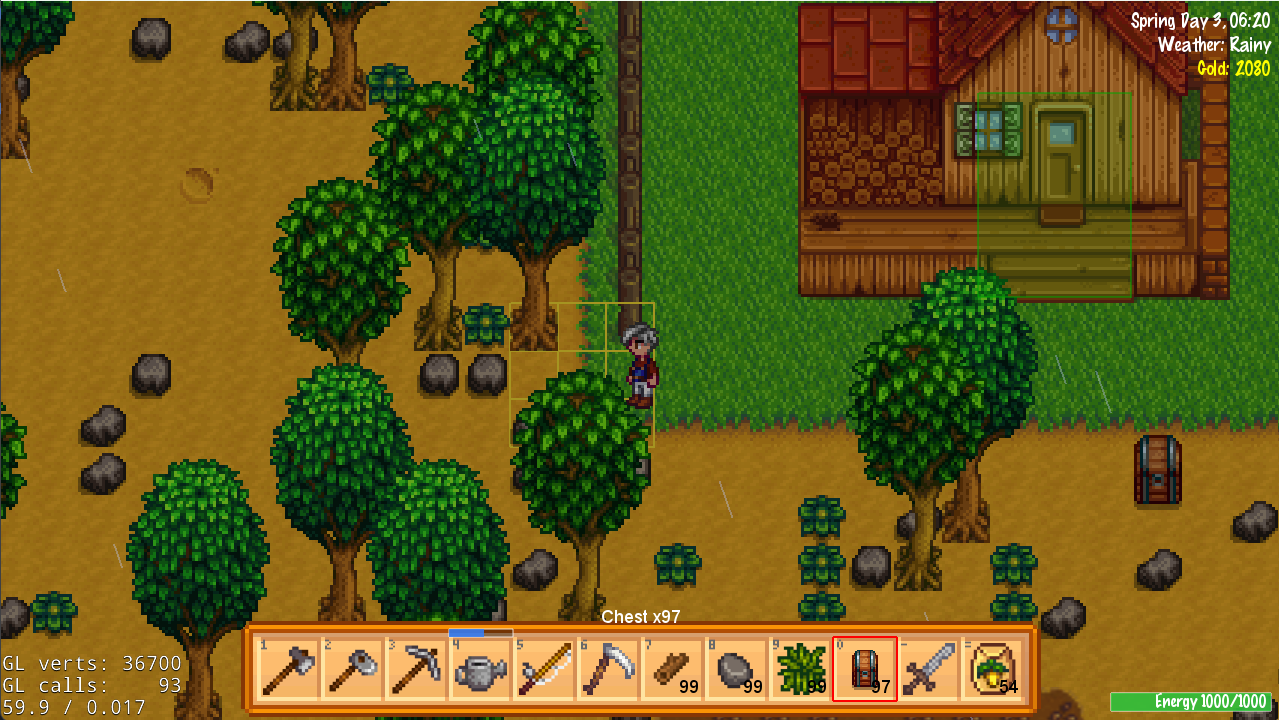 Spring Day 3, 06:20
Weather: Rainy
Gold: 2080
Chest x97
1 2 3 4 5 6 7 8 9 0 - =
99 99 99 97 54
GL verts: 36700
GL calls: 93
59.9 / 0.017
Energy 1000/1000